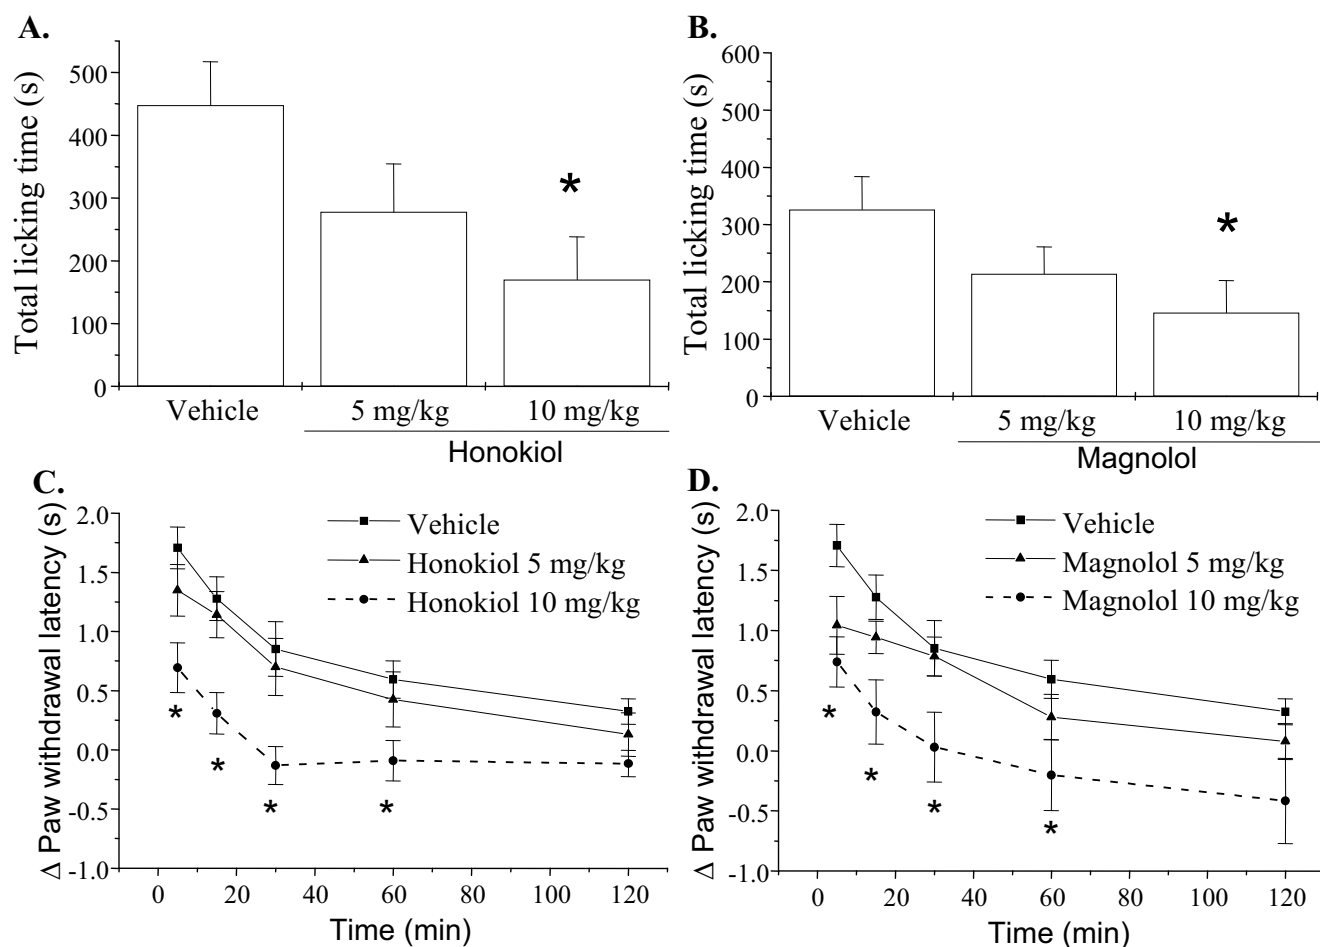 A.
Total licking time (s)
500
400
300
200
100
0
*
Vehicle
5 mg/kg
10 mg/kg
Honokiol
B.
Total licking time (s)
600
500
400
300
200
100
0
*
Vehicle
5 mg/kg
10 mg/kg
Magnolol
C.
Δ Paw withdrawal latency (s)
2.0
1.5
1.0
0.5
0.0
-0.5
-1.0
Vehicle
Honokiol 5 mg/kg
Honokiol 10 mg/kg
*
*
*
*
0 20 40 60 80 100 120
Time (min)
D.
Δ Paw withdrawal latency (s)
2.0
1.5
1.0
0.5
0.0
-0.5
-1.0
Vehicle
Magnolol 5 mg/kg
Magnolol 10 mg/kg
*
*
*
*
0 20 40 60 80 100 120
Time (min)